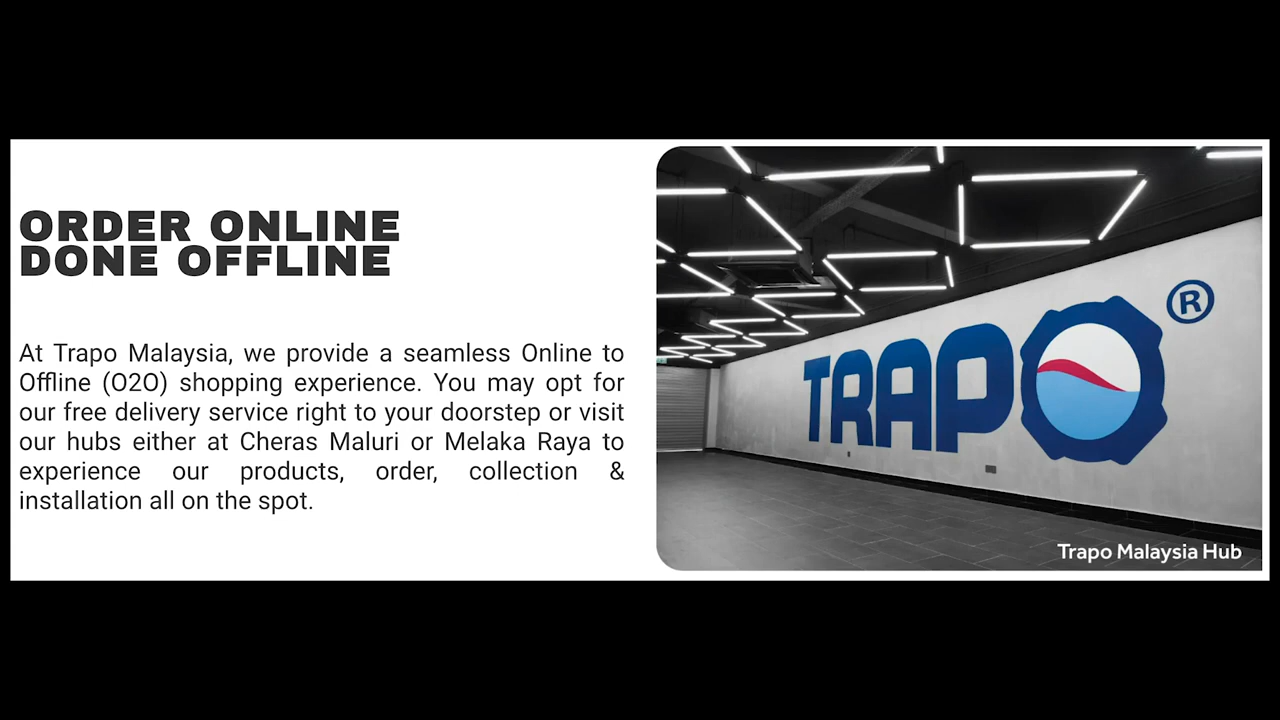 ORDER ONLINE
DONE OFFLINE
At Trapo Malaysia, we provide a seamless Online to
Offline (O2O) shopping experience. You may opt for
our free delivery service right to your doorstep or visit
our hubs either at Cheras Maluri or Melaka Raya to
experience our products, order, collection &
installation all on the spot.
TRAPO®
Trapo Malaysia Hub